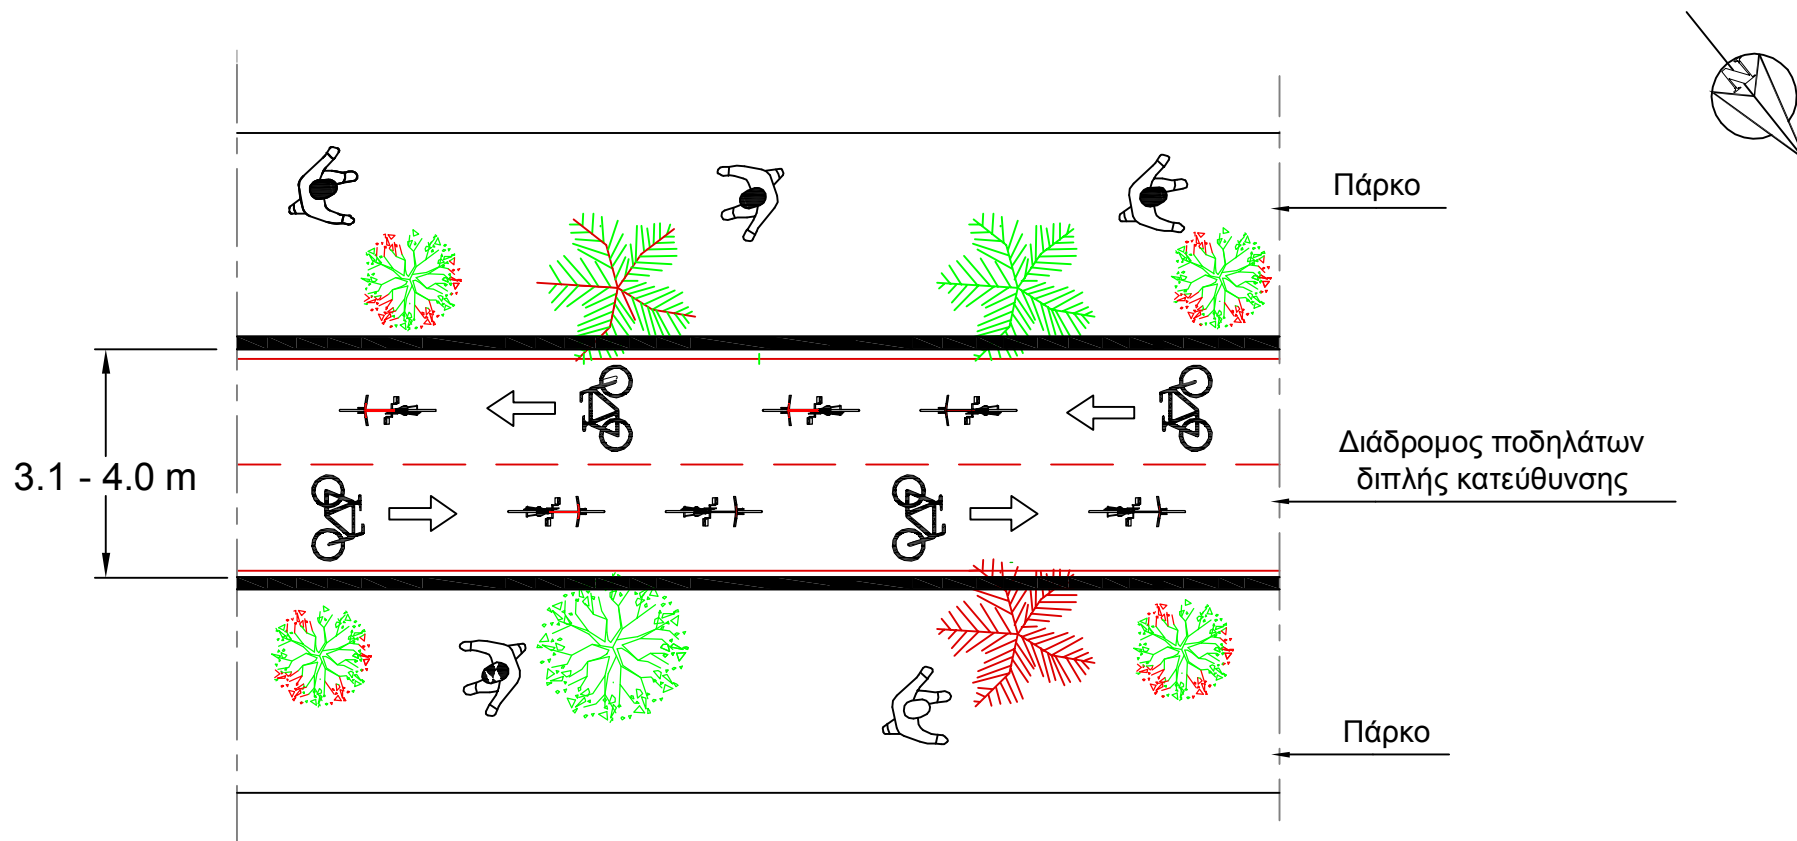 Πάρκο
Διάδρομος ποδηλάτων
διπλής κατεύθυνσης
3.1 - 4.0 m
Πάρκο